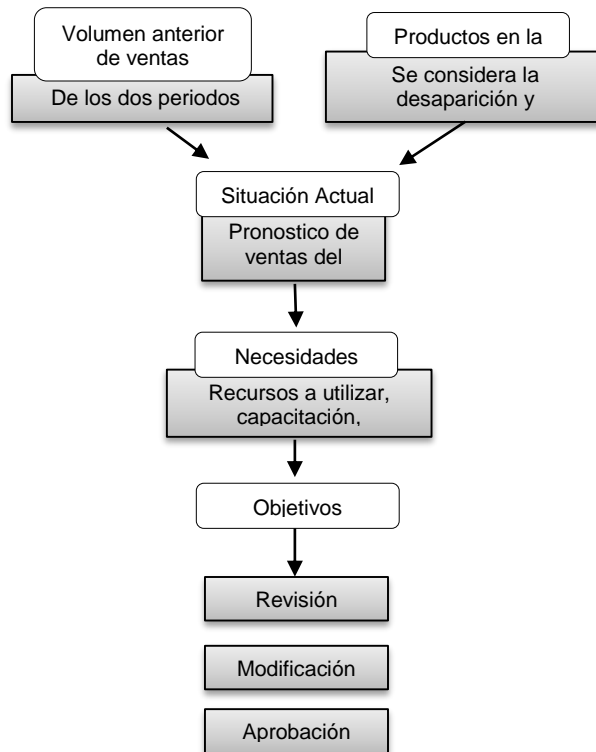 Volumen anterior
de ventas
De los dos periodos
Productos en la
Se considera la
desaparición y
Situación Actual
Pronostico de
ventas del
Necesidades
Recursos a utilizar,
capacitación,
Objetivos
Revisión
Modificación
Aprobación